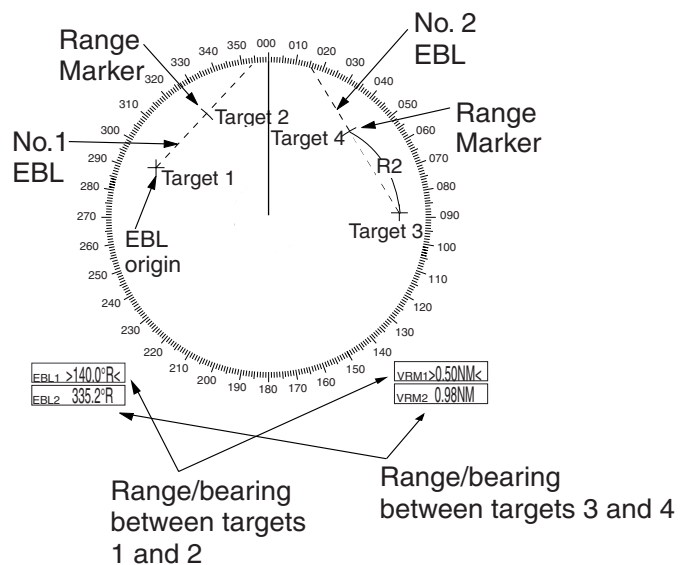 Range
Marker
No. 2
EBL
000
010
020
030
040
050
060
070
080
090
100
110
120
130
140
150
160
170
180
190
200
210
220
230
240
250
260
270
280
290
300
310
320
330
340
350
No.1
EBL
Target 2
Target 4
Range
Marker
R2
Target 1
Target 3
EBL
origin
EBL1 >140.0°R<
EBL2 335.2°R
VRM1>0.50NM<
VRM2 0.98NM
Range/bearing
between targets
1 and 2
Range/bearing
between targets 3 and 4